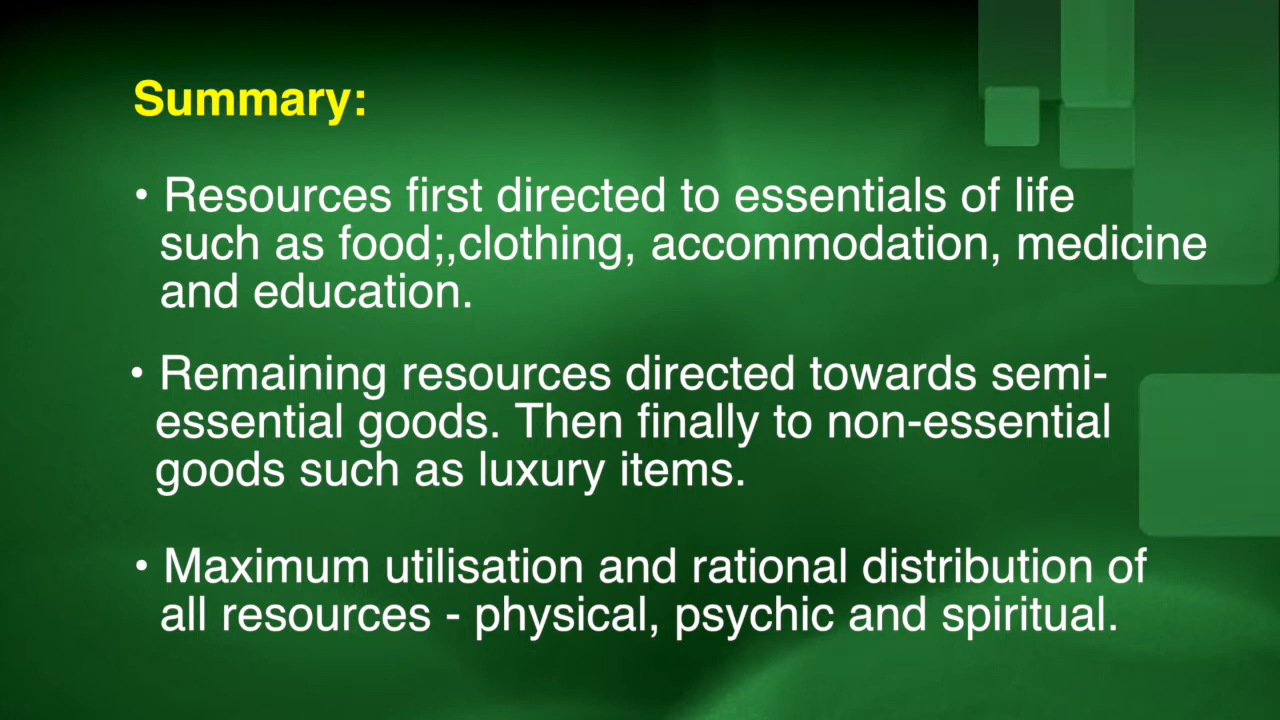 Summary:
• Resources first directed to essentials of life
such as food;,clothing, accommodation, medicine
and education.
• Remaining resources directed towards semi-
essential goods. Then finally to non-essential
goods such as luxury items.
• Maximum utilisation and rational distribution of
all resources - physical, psychic and spiritual.